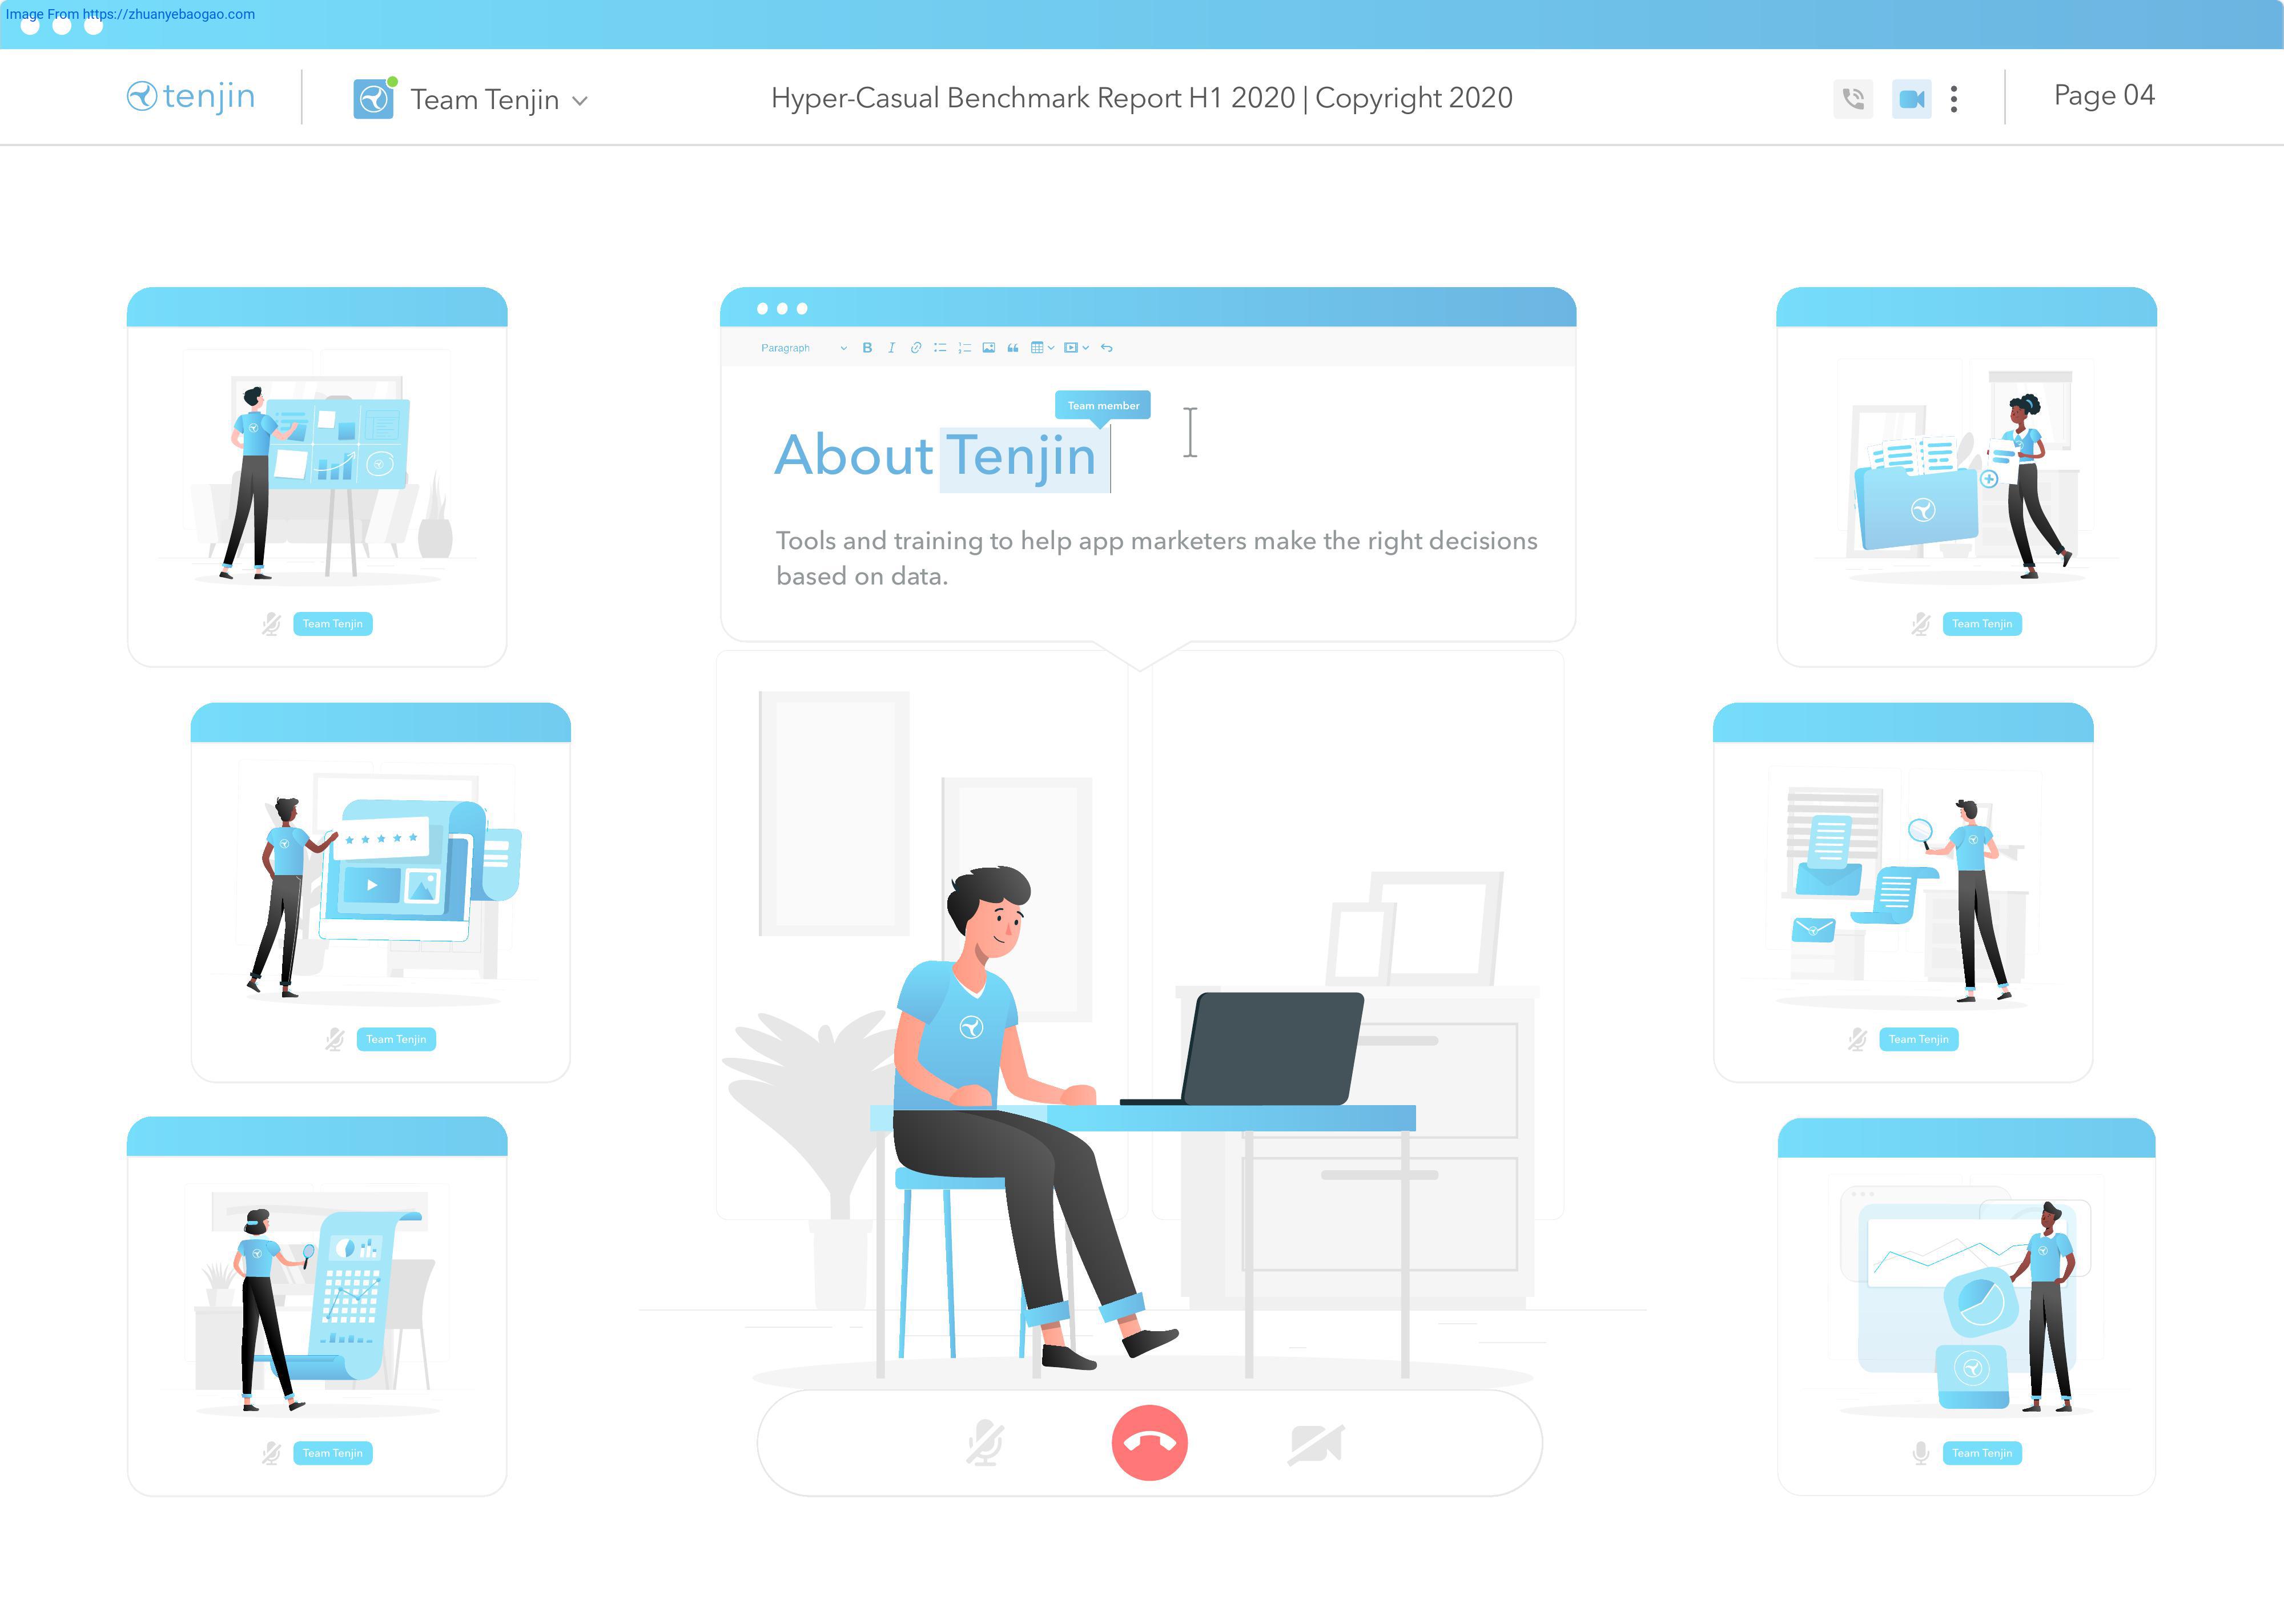 Image From https://zhuanyebaogao.com
tenjin
Team Tenjin
Hyper-Casual Benchmark Report H1 2020 | Copyright 2020
Page 04
Paragraph
Team member
About Tenjin
Tools and training to help app marketers make the right decisions
based on data.
Team Tenjin
Team Tenjin
Team Tenjin
Team Tenjin
Team Tenjin
Team Tenjin